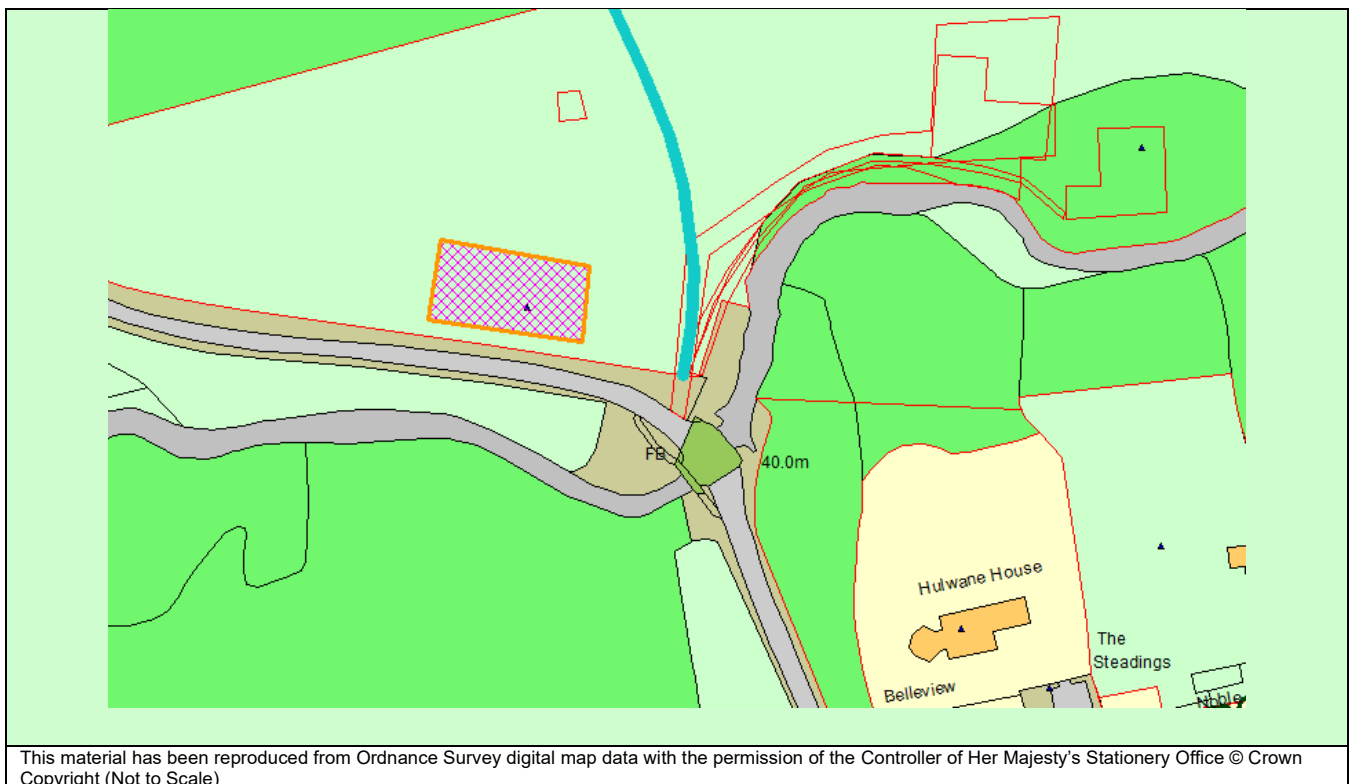 FB
40.0m
Hulwane House
The
Steadings
Belleview
Noble
This material has been reproduced from Ordnance Survey digital map data with the permission of the Controller of Her Majesty's Stationery Office © Crown
Copyright (Not to Scale)